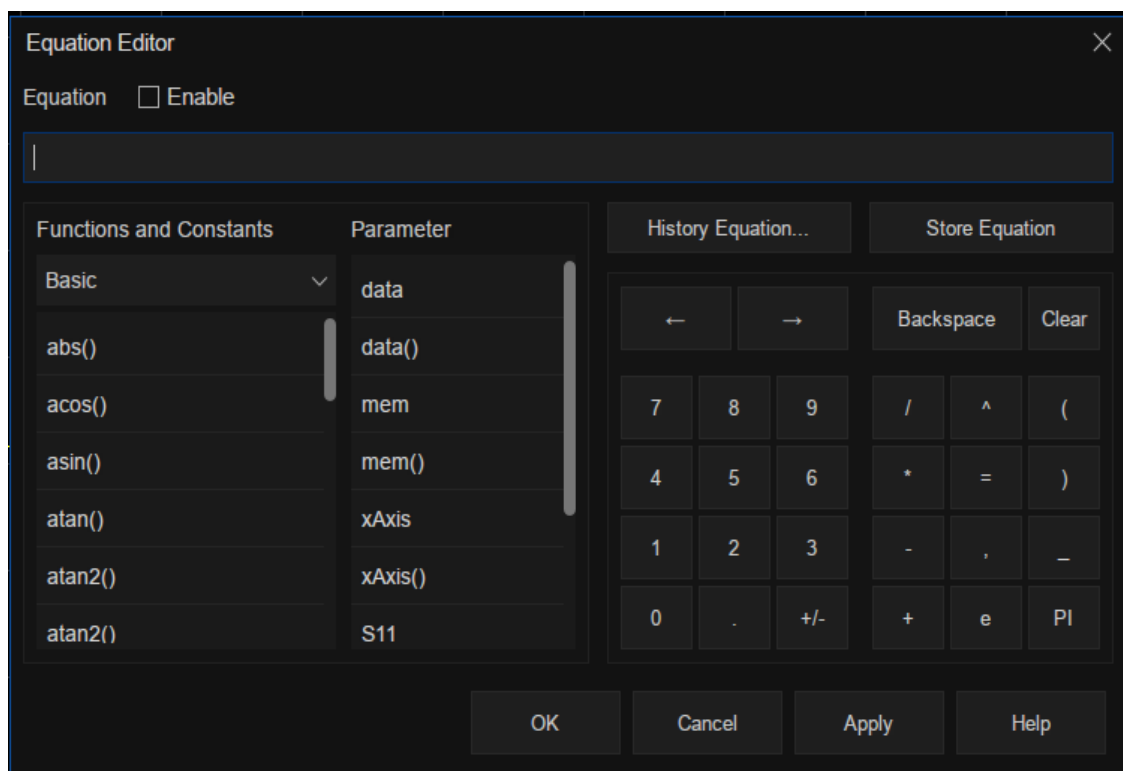 Equation Editor
Equation Enable
Functions and Constants
Basic
abs()
acos()
asin()
atan()
atan2()
atan2()
Parameter
data
data()
mem
mem()
xAxis
xAxis()
S11
History Equation... Store Equation
← → Backspace Clear
7 8 9 / ^ (
4 5 6 * = )
1 2 3 - , _
0 . +/- + e PI
OK Cancel Apply Help